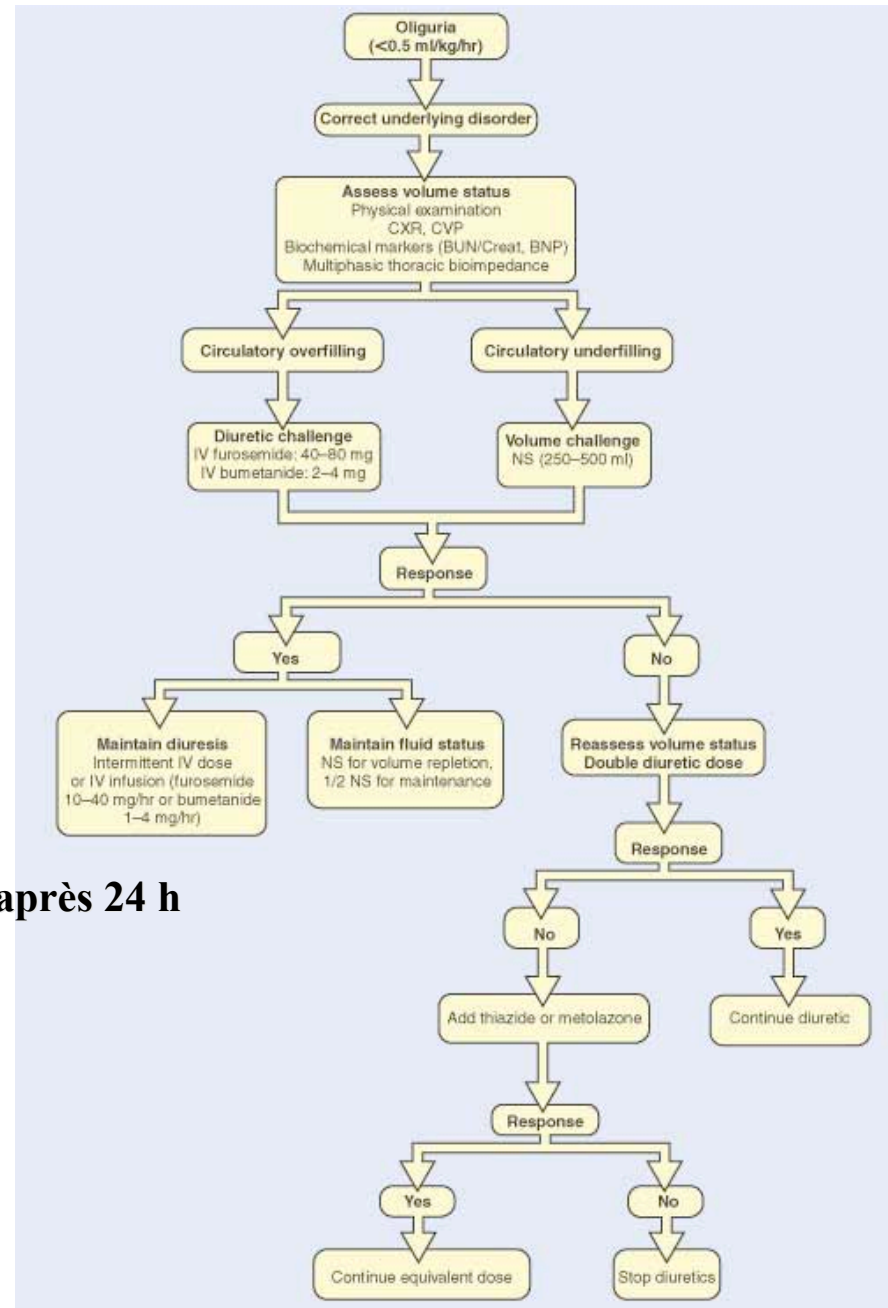 Oliguria
(<0.5 ml/kg/hr)
Correct underlying disorder
Assess volume status
Physical examination
CXR, CVP
Biochemical markers (BUN/Creat, BNP)
Multiphasic thoracic bioimpedance
Circulatory overfilling
Circulatory underfilling
Diuretic challenge
IV furosemide: 40–80 mg
IV bumetanide: 2–4 mg
Volume challenge
NS (250–500 ml)
Response
Yes
No
Maintain diuresis
Intermittent IV dose
or IV infusion (furosemide
10–40 mg/hr or bumetanide
1–4 mg/hr)
Maintain fluid status
NS for volume repletion,
1/2 NS for maintenance
Reassess volume status
Double diuretic dose
Response
après 24 h
No
Yes
Add thiazide or metolazone
Continue diuretic
Response
Yes
No
Continue equivalent dose
Stop diuretics